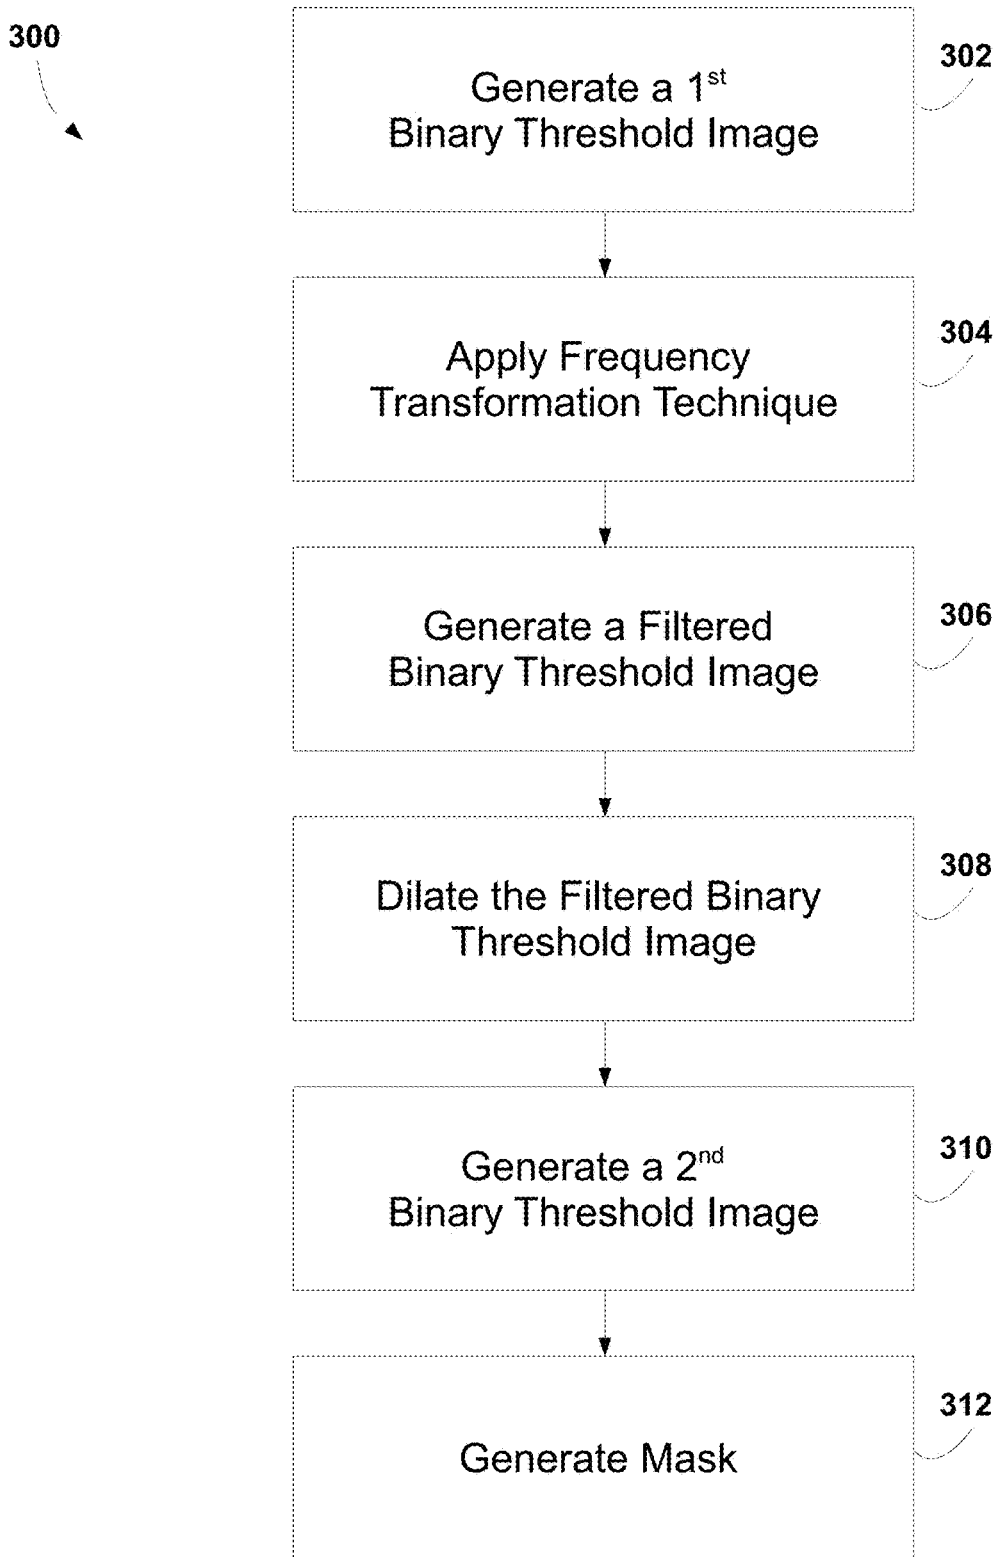 300
302
Generate a 1st
Binary Threshold Image
304
Apply Frequency
Transformation Technique
306
Generate a Filtered
Binary Threshold Image
308
Dilate the Filtered Binary
Threshold Image
310
Generate a 2nd
Binary Threshold Image
312
Generate Mask